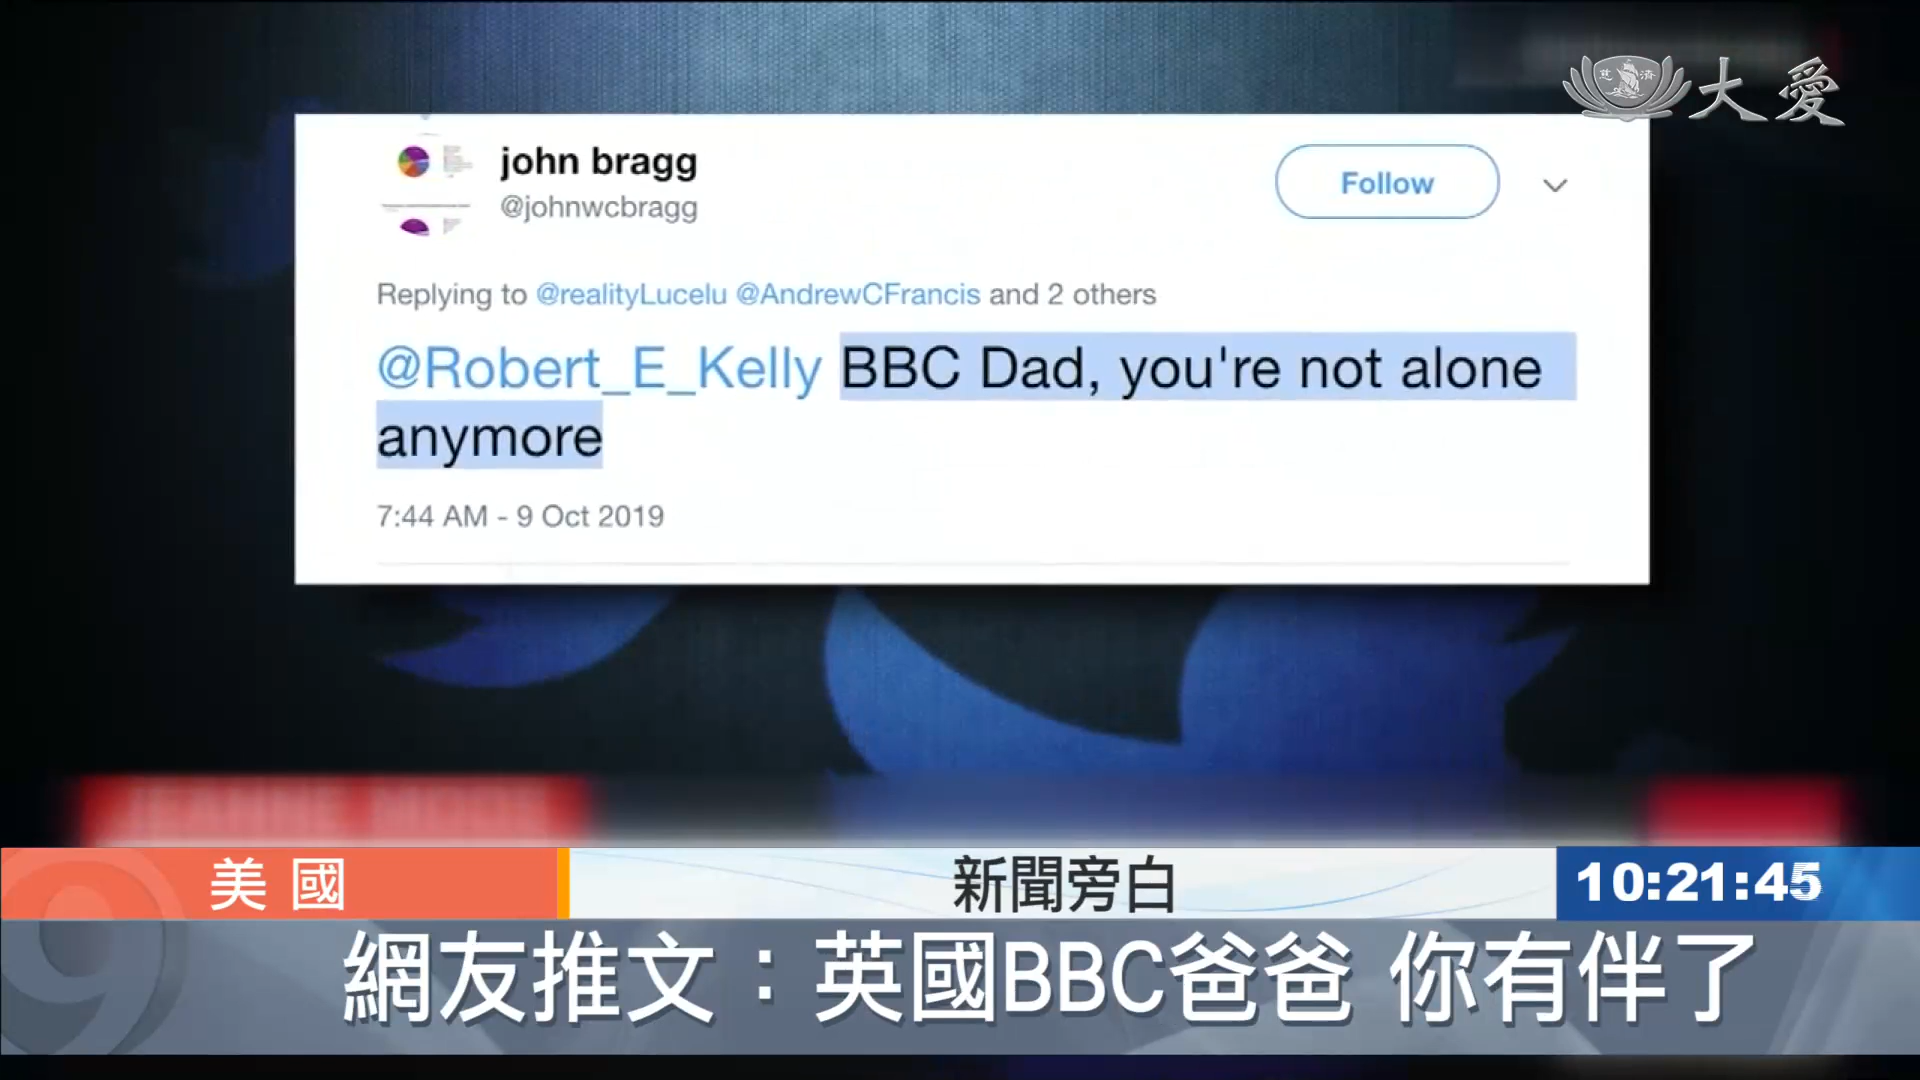 慈濟
大愛
john bragg
@johnwcbragg
Follow
Replying to @realityLucelu @AndrewCFrancis and 2 others
@Robert_E_Kelly BBC Dad, you're not alone
anymore
7:44 AM - 9 Oct 2019
美國
新聞旁白
10:21:45
網友推文：英國BBC爸爸 你有伴了